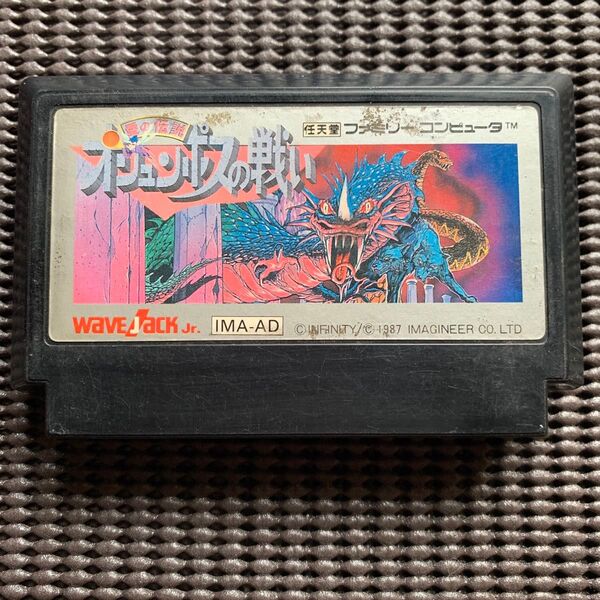 愛の伝説
任天堂 ファミリーコンピュータ™
オリュンポスの戦い
WAVE JACK Jr. IMA-AD © INFINITY/℗ 1987 IMAGINEER CO. LTD